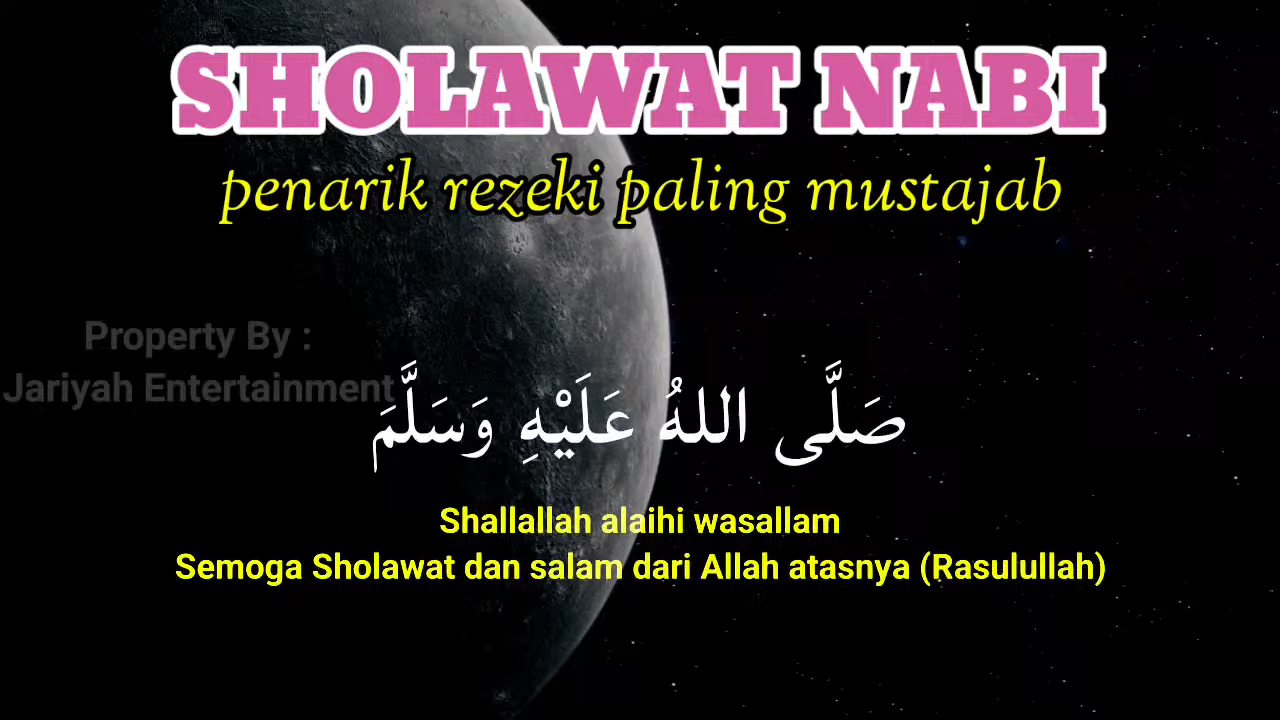 SHOLAWAT NABI
penarik rezeki paling mustajab
Property By :
Jariyah Entertainment
صَلَّى اللهُ عَلَيْهِ وَسَلَّمَ
Shallallah alaihi wasallam
Semoga Sholawat dan salam dari Allah atasnya (Rasulullah)